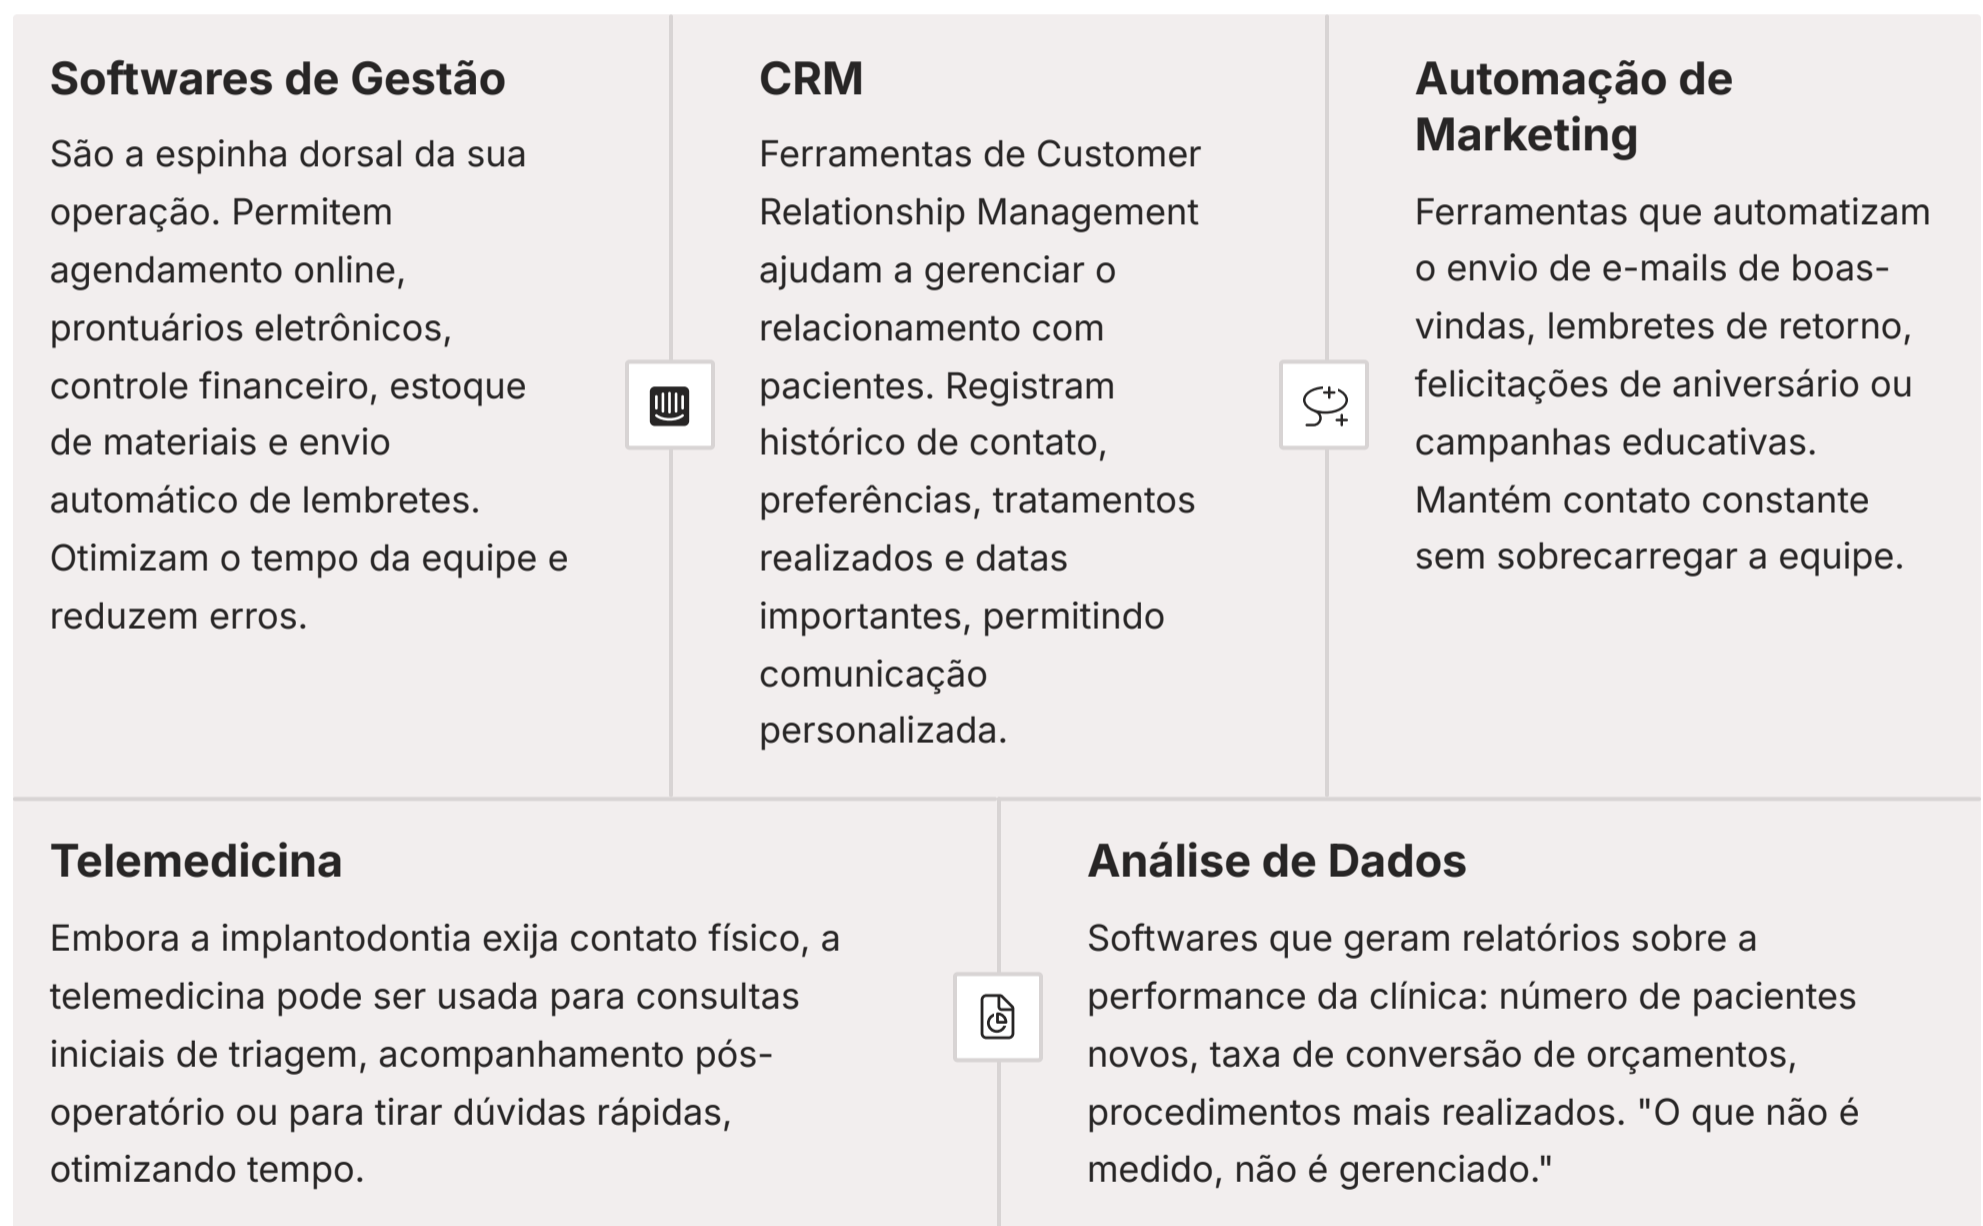 Softwares de Gestão
São a espinha dorsal da sua
operação. Permitem
agendamento online,
prontuários eletrônicos,
controle financeiro, estoque
de materiais e envio
automático de lembretes.
Otimizam o tempo da equipe e
reduzem erros.
CRM
Ferramentas de Customer
Relationship Management
ajudam a gerenciar o
relacionamento com
pacientes. Registram
histórico de contato,
preferências, tratamentos
realizados e datas
importantes, permitindo
comunicação
personalizada.
Automação de
Marketing
Ferramentas que automatizam
o envio de e-mails de boas-
vindas, lembretes de retorno,
felicitações de aniversário ou
campanhas educativas.
Mantém contato constante
sem sobrecarregar a equipe.
Telemedicina
Embora a implantodontia exija contato físico, a
telemedicina pode ser usada para consultas
iniciais de triagem, acompanhamento pós-
operatório ou para tirar dúvidas rápidas,
otimizando tempo.
Análise de Dados
Softwares que geram relatórios sobre a
performance da clínica: número de pacientes
novos, taxa de conversão de orçamentos,
procedimentos mais realizados. "O que não é
medido, não é gerenciado."